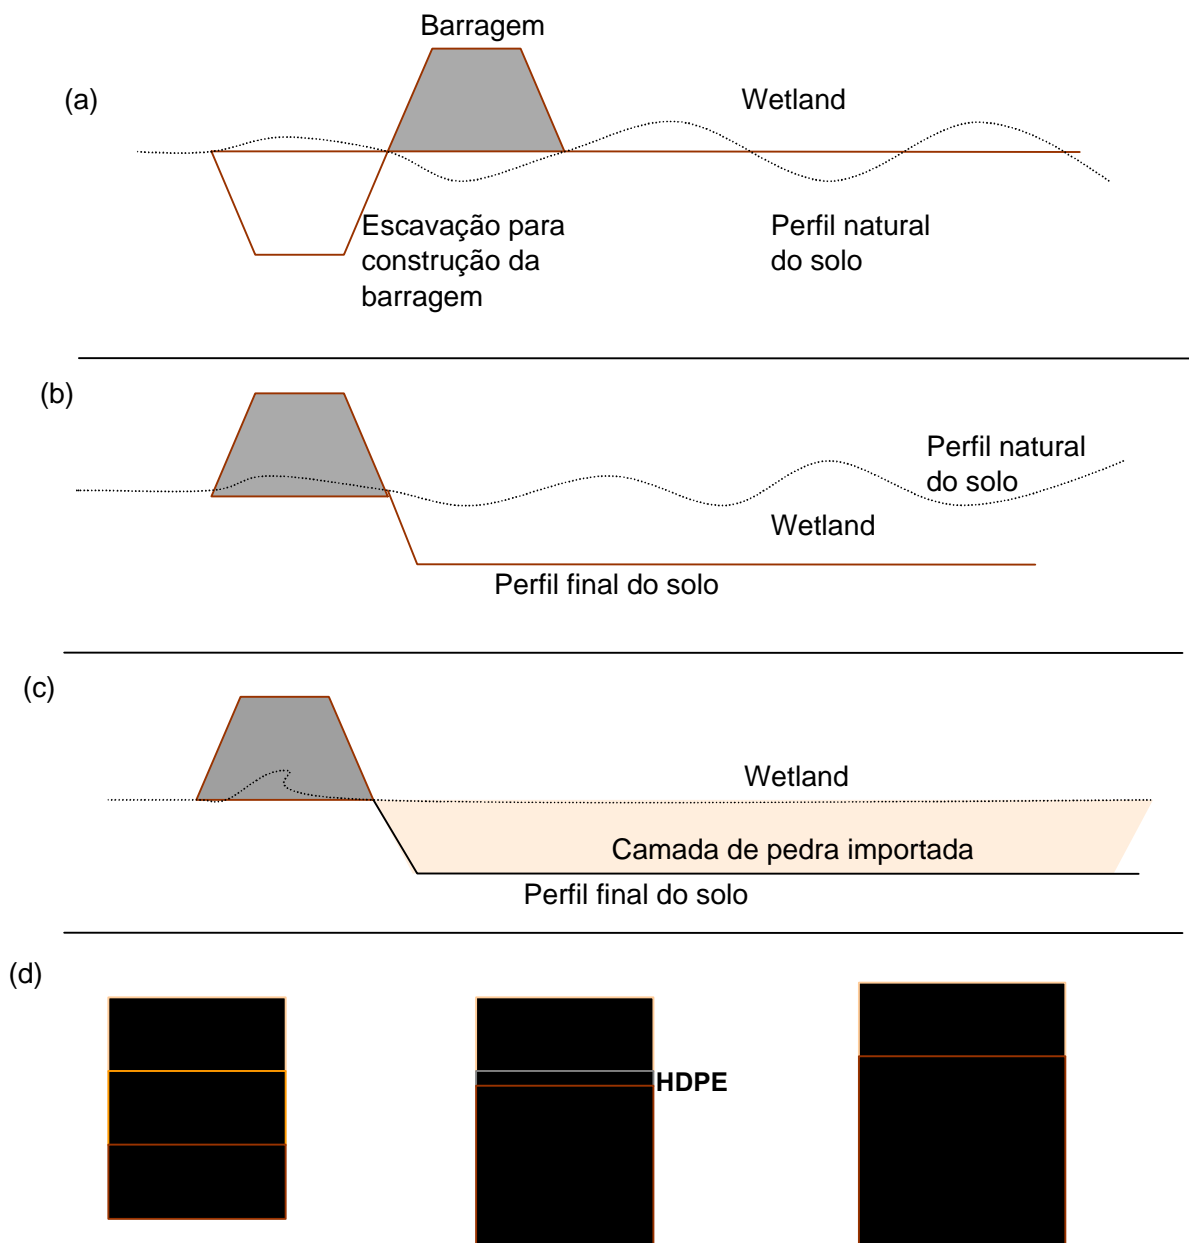 Barragem
(a)
Wetland
Escavação para
construção da
barragem
Perfil natural
do solo
(b)
Perfil natural
do solo
Wetland
Perfil final do solo
(c)
Wetland
Camada de pedra importada
Perfil final do solo
(d)
HDPE